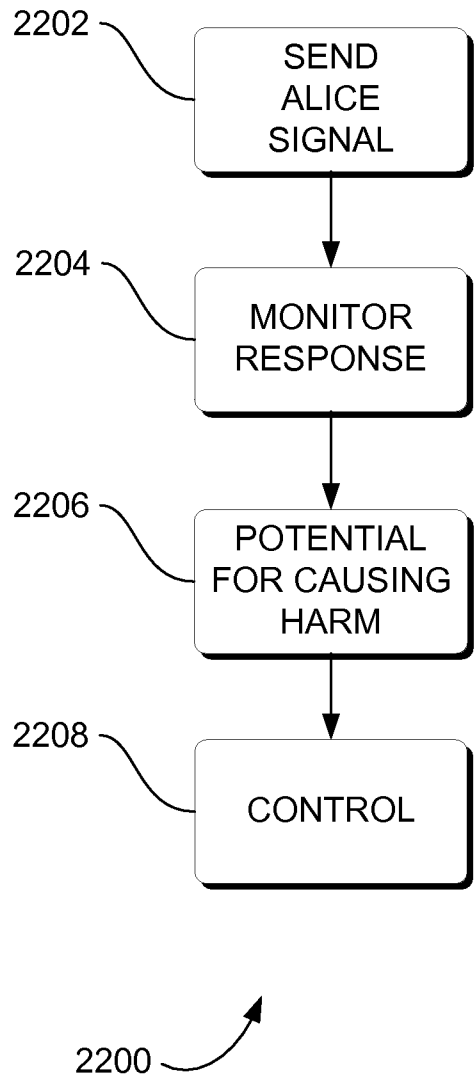 2202
SEND
ALICE
SIGNAL
2204
MONITOR
RESPONSE
2206
POTENTIAL
FOR CAUSING
HARM
2208
CONTROL
2200